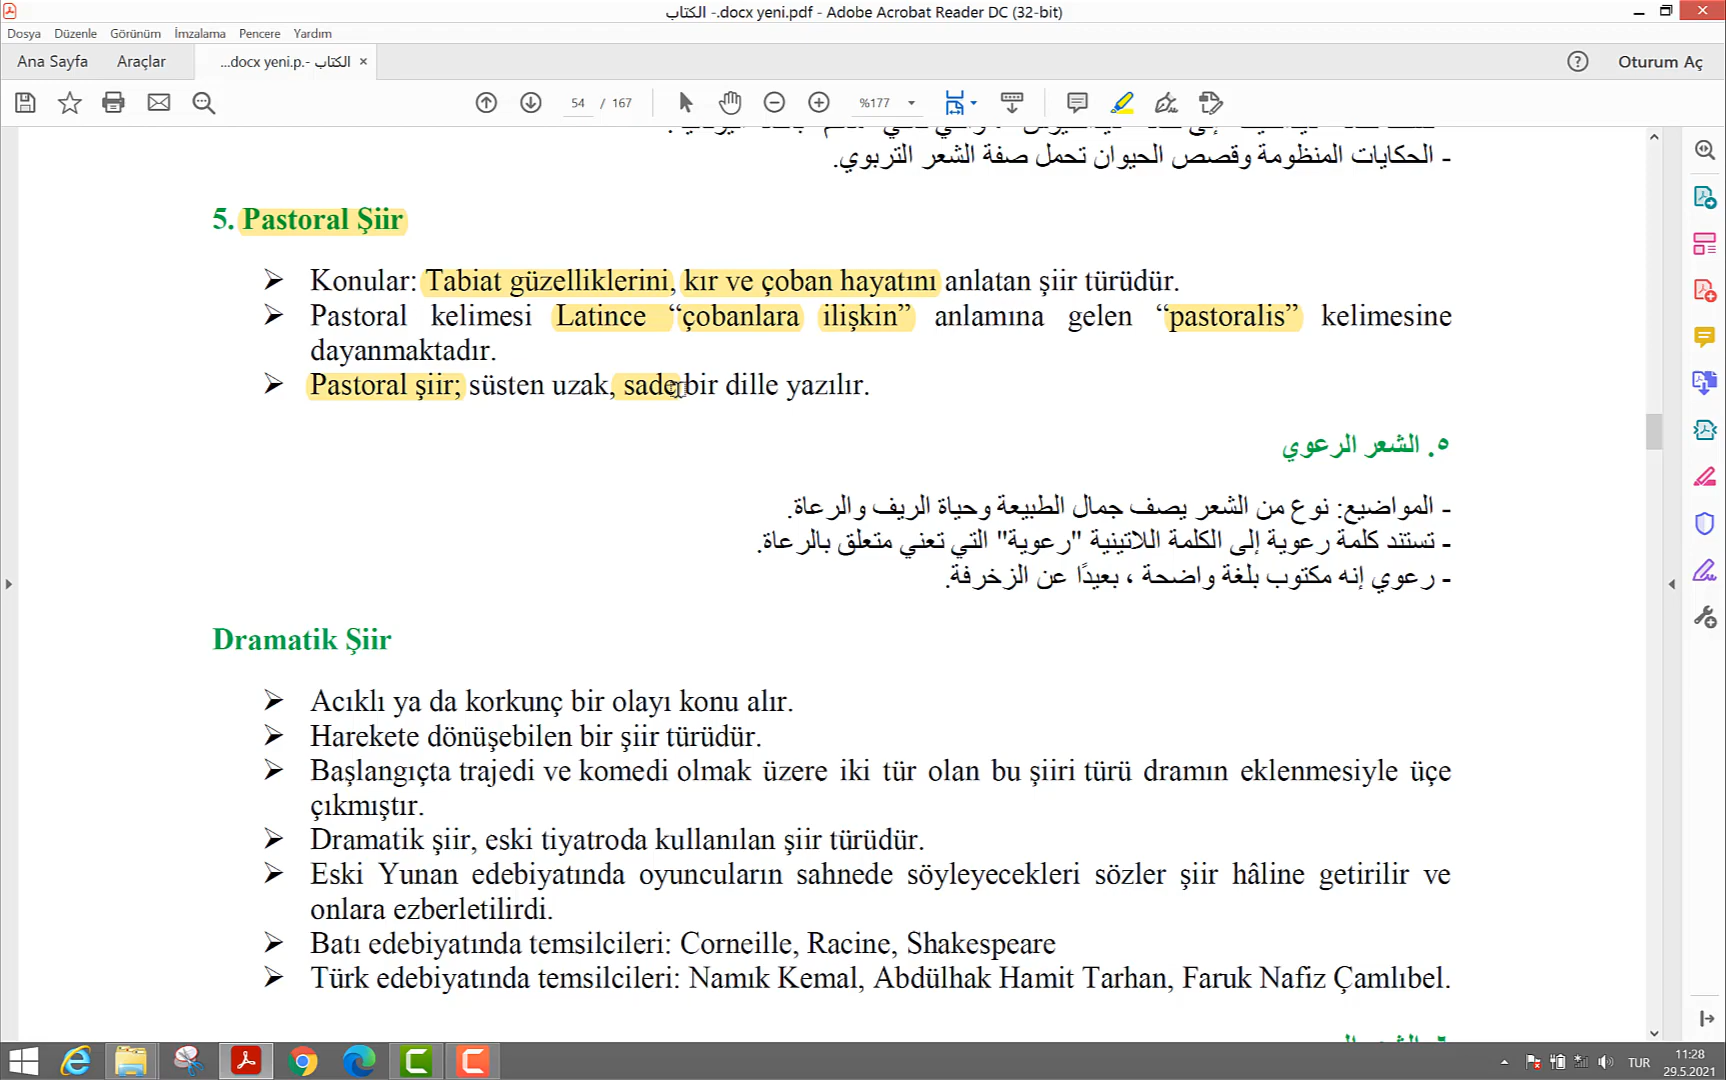 الكتاب -.docx yeni.pdf - Adobe Acrobat Reader DC (32-bit)
Dosya Düzenle Görünüm İmzalama Pencere Yardım
Ana Sayfa Araçlar الكتاب -.docx yeni.p... × Oturum Aç
54 / 167 %177
- الحكايات المنظومة وقصص الحيوان تحمل صفة الشعر التربوي.
5. Pastoral Şiir
Konular: Tabiat güzelliklerini, kır ve çoban hayatını anlatan şiir türüdür.
Pastoral kelimesi Latince “çobanlara ilişkin” anlamına gelen “pastoralis” kelimesine
dayanmaktadır.
Pastoral şiir; süsten uzak, sade bir dille yazılır.
٥. الشعر الرعوي
- المواضيع: نوع من الشعر يصف جمال الطبيعة وحياة الريف والرعاة.
- تستند كلمة رعوية إلى الكلمة اللاتينية "رعوية" التي تعني متعلق بالرعاة.
- رعوي إنه مكتوب بلغة واضحة ، بعيدًا عن الزخرفة.
Dramatik Şiir
Acıklı ya da korkunç bir olayı konu alır.
Harekete dönüşebilen bir şiir türüdür.
Başlangıçta trajedi ve komedi olmak üzere iki tür olan bu şiiri türü dramın eklenmesiyle üçe
çıkmıştır.
Dramatik şiir, eski tiyatroda kullanılan şiir türüdür.
Eski Yunan edebiyatında oyuncuların sahnede söyleyecekleri sözler şiir hâline getirilir ve
onlara ezberletilirdi.
Batı edebiyatında temsilcileri: Corneille, Racine, Shakespeare
Türk edebiyatında temsilcileri: Namık Kemal, Abdülhak Hamit Tarhan, Faruk Nafiz Çamlıbel.
TUR 11:28
29.5.2021